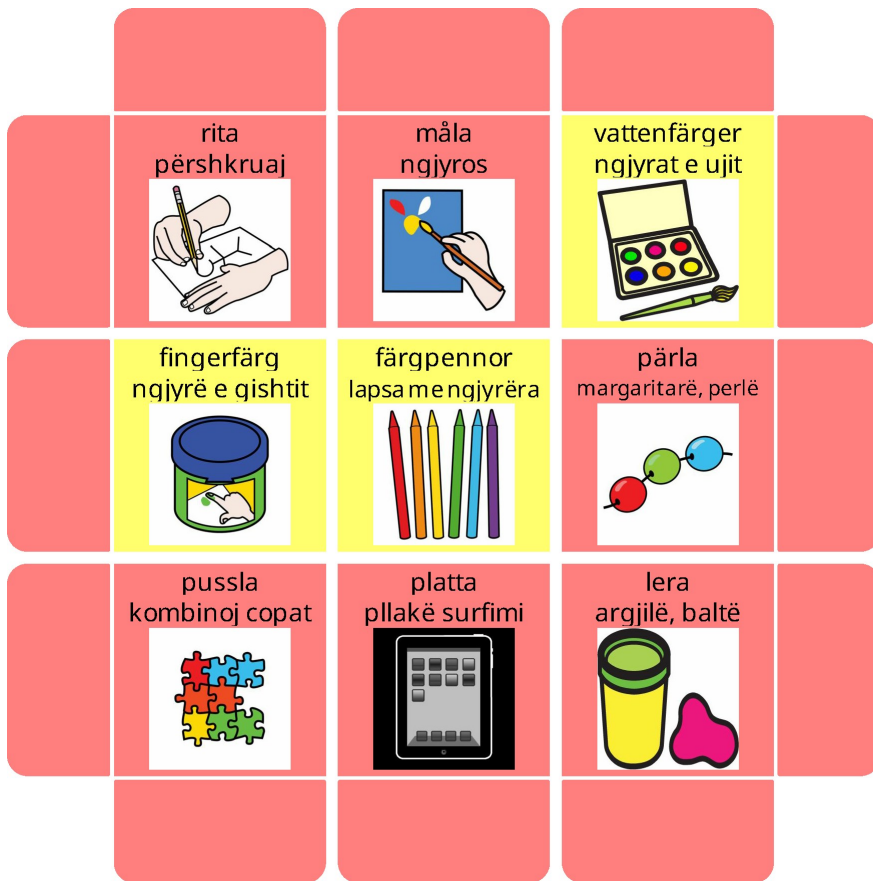 rita
përshkruaj
måla
ngjyros
vattenfärger
ngjyrat e ujit
fingerfärg
ngjyrë e gishtit
färgpennor
lapsa me ngjyrëra
pärla
margaritarë, perlë
pussla
kombinoj copat
platta
pllakë surfimi
lera
argjilë, baltë